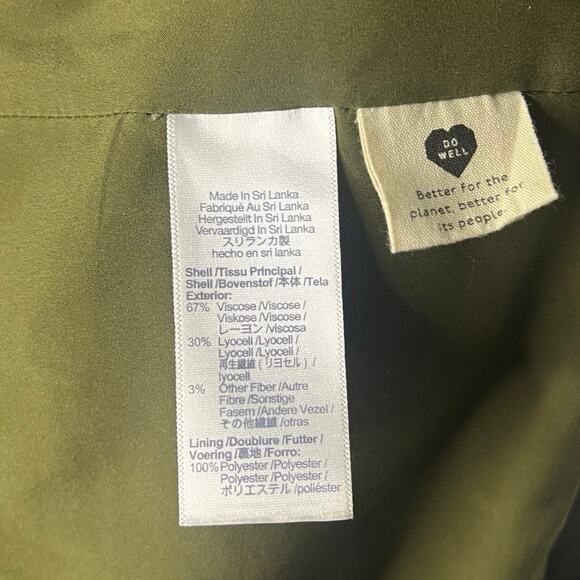 Made In Sri Lanka
Fabriqué Au Sri Lanka
Hergestellt In Sri Lanka
Vervaardigd In Sri Lanka
スリランカ製
hecho en sri lanka
Shell /Tissu Principal /
Shell /Bovenstof /本体 /Tela
Exterior:
67% Viscose /Viscose /
Viskose /Viscose /
レーヨン /viscosa
30% Lyocell /Lyocell /
Lyocell /Lyocell /
再生繊維 (リヨセル) /
lyocell
3% Other Fiber /Autre
Fibre /Sonstige
Fasern /Andere Vezel /
その他繊維 /otras
Lining /Doublure /Futter /
Voering /裏地 /Forro:
100% Polyester /Polyester /
Polyester /Polyester /
ポリエステル /poliéster
DO
WELL
Better for the
planet, better for
its people.